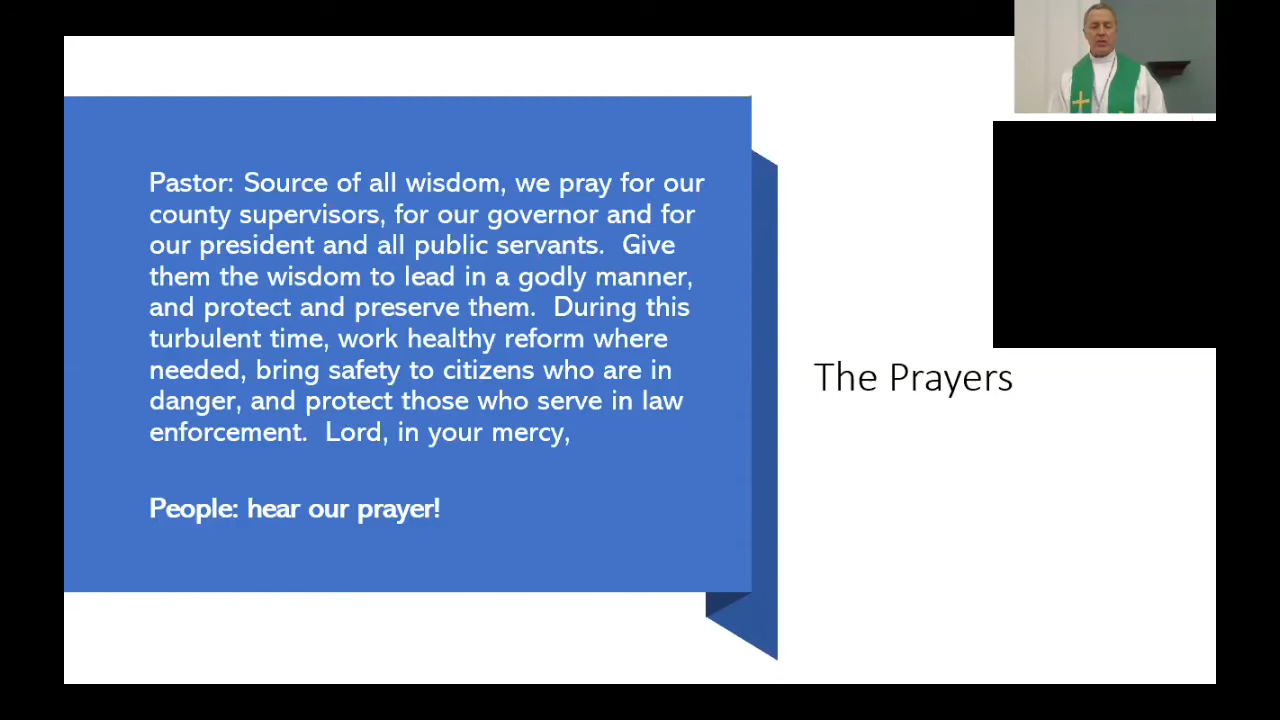 Pastor: Source of all wisdom, we pray for our
county supervisors, for our governor and for
our president and all public servants.  Give
them the wisdom to lead in a godly manner,
and protect and preserve them.  During this
turbulent time, work healthy reform where
needed, bring safety to citizens who are in
danger, and protect those who serve in law
enforcement.  Lord, in your mercy,
People: hear our prayer!
The Prayers